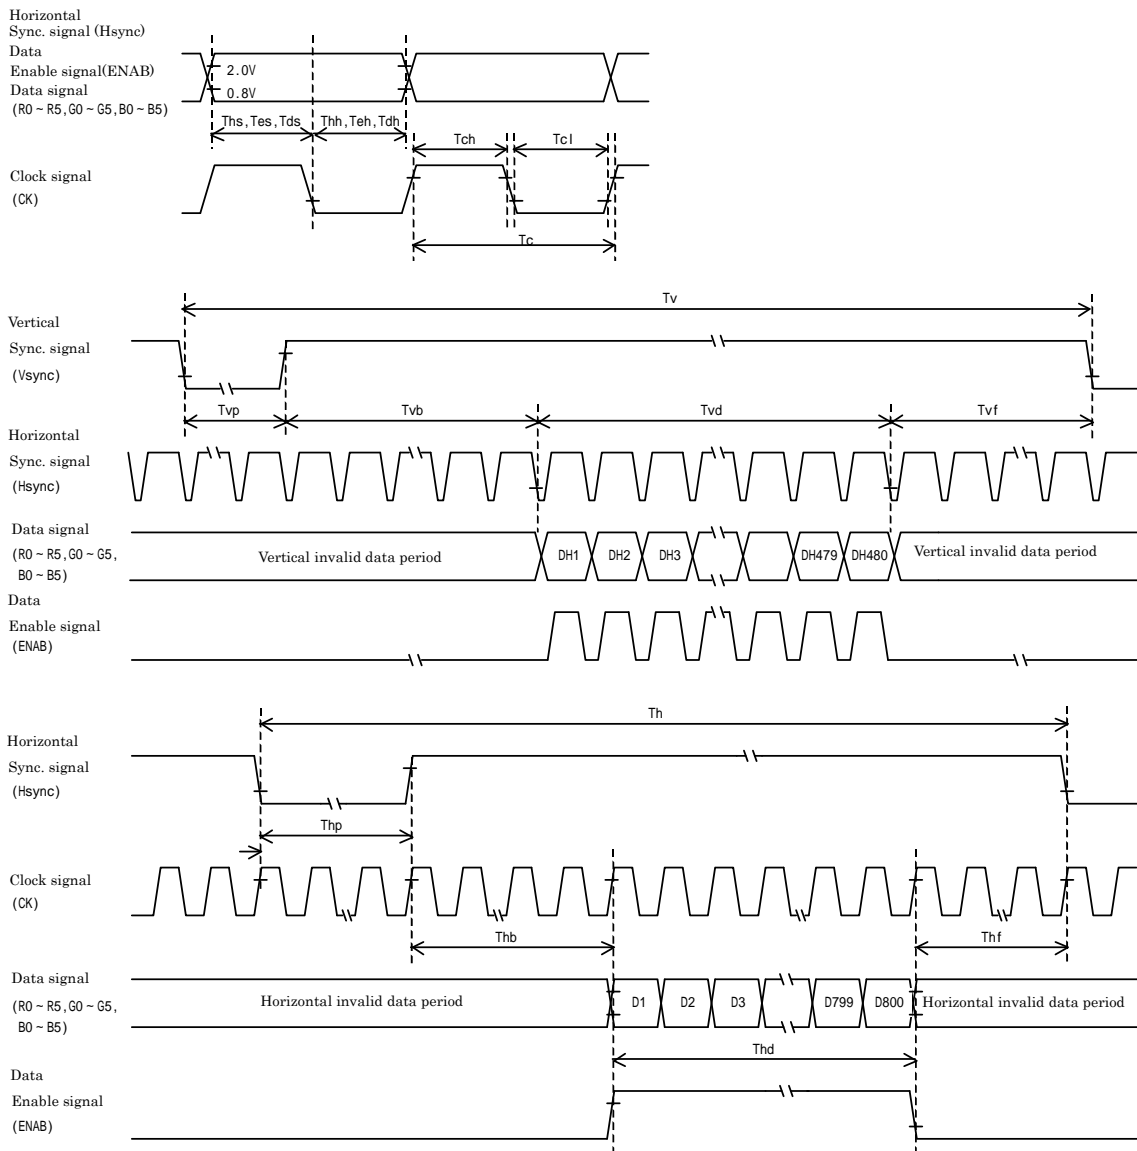 Horizontal
Sync. signal (Hsync)
Data
Enable signal(ENAB)
Data signal
(R0~R5,G0~G5,B0~B5)
2.0V
0.8V
Ths,Tes,Tds
Thh,Teh,Tdh
Tch
Tcl
Clock signal
(CK)
Tc
Tv
Vertical
Sync. signal
(Vsync)
Tvp
Tvb
Tvd
Tvf
Horizontal
Sync. signal
(Hsync)
Data signal
(R0~R5,G0~G5,
B0~B5)
Vertical invalid data period
DH1
DH2
DH3
DH479
DH480
Vertical invalid data period
Data
Enable signal
(ENAB)
Th
Horizontal
Sync. signal
(Hsync)
Thp
Clock signal
(CK)
Thb
Thf
Data signal
(R0~R5,G0~G5,
B0~B5)
Horizontal invalid data period
D1
D2
D3
D799
D800
Horizontal invalid data period
Thd
Data
Enable signal
(ENAB)